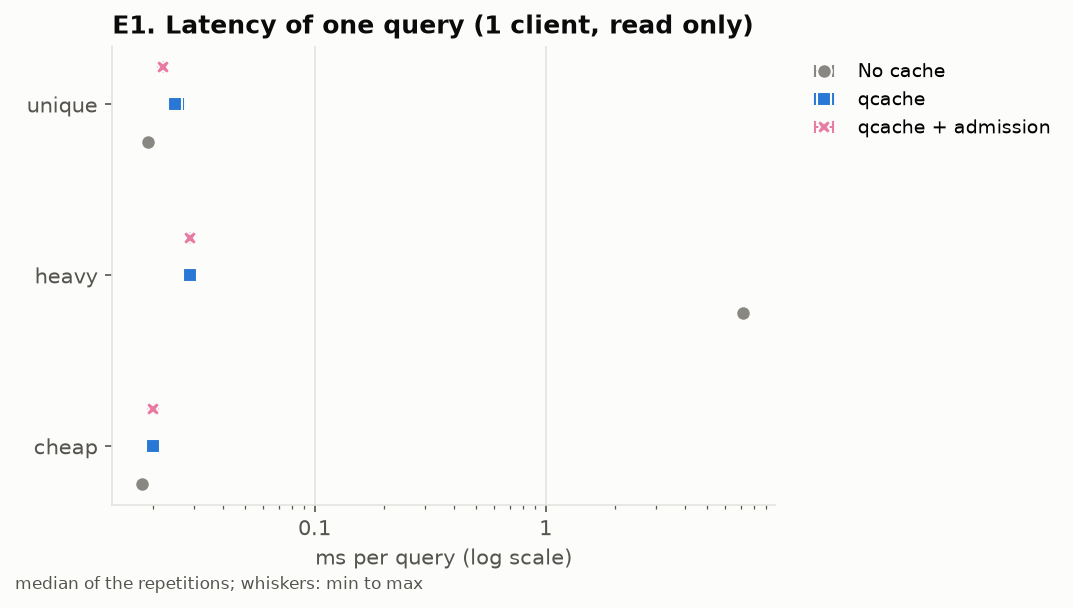 E1. Latency of one query (1 client, read only)
No cache
qcache
qcache + admission
unique
heavy
cheap
0.1
1
ms per query (log scale)
median of the repetitions; whiskers: min to max